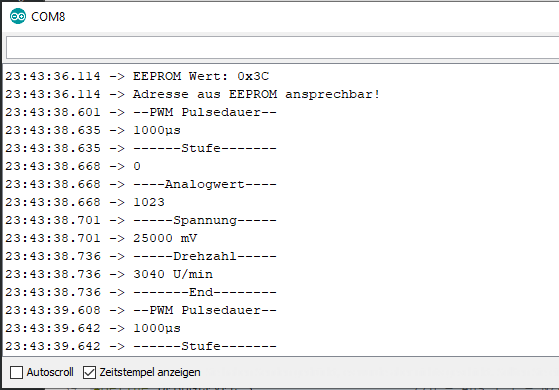 COM8
23:43:36.114 -> EEPROM Wert: 0x3C
23:43:36.114 -> Adresse aus EEPROM ansprechbar!
23:43:38.601 -> --PWM Pulsedauer--
23:43:38.635 -> 1000µs
23:43:38.635 -> ------Stufe-------
23:43:38.668 -> 0
23:43:38.668 -> ----Analogwert----
23:43:38.668 -> 1023
23:43:38.701 -> -----Spannung-----
23:43:38.701 -> 25000 mV
23:43:38.736 -> -----Drehzahl-----
23:43:38.736 -> 3040 U/min
23:43:38.736 -> -------End--------
23:43:39.608 -> --PWM Pulsedauer--
23:43:39.642 -> 1000µs
23:43:39.642 -> ------Stufe-------
Autoscroll Zeitstempel anzeigen